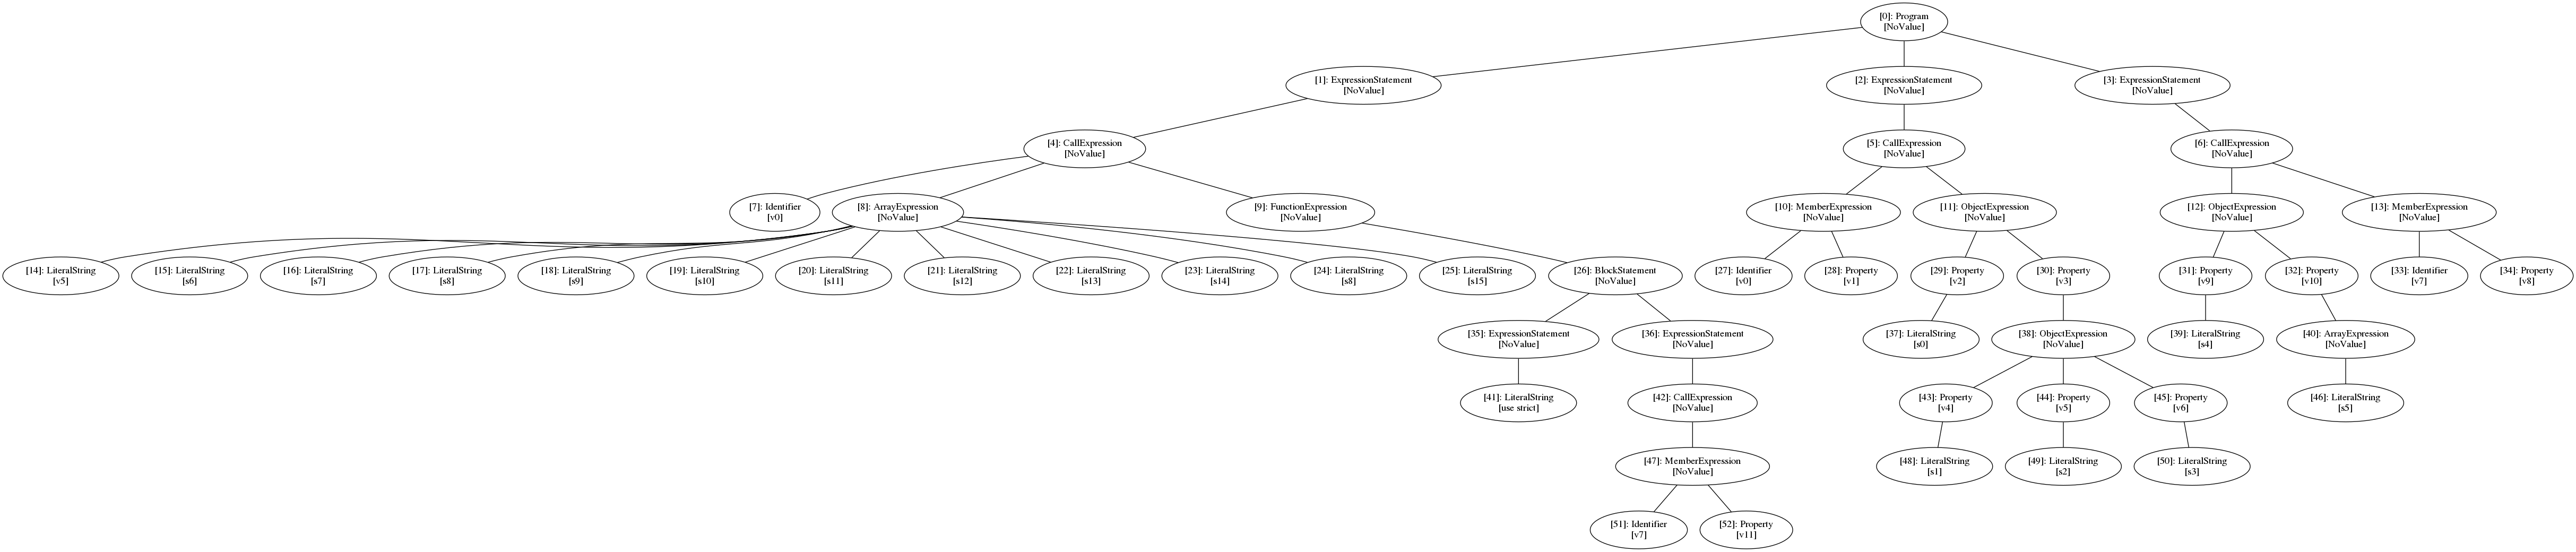 [0]: Program
[NoValue]
[1]: ExpressionStatement
[NoValue]
[2]: ExpressionStatement
[NoValue]
[3]: ExpressionStatement
[NoValue]
[4]: CallExpression
[NoValue]
[5]: CallExpression
[NoValue]
[6]: CallExpression
[NoValue]
[7]: Identifier
[v0]
[8]: ArrayExpression
[NoValue]
[9]: FunctionExpression
[NoValue]
[10]: MemberExpression
[NoValue]
[11]: ObjectExpression
[NoValue]
[12]: ObjectExpression
[NoValue]
[13]: MemberExpression
[NoValue]
[14]: LiteralString
[v5]
[15]: LiteralString
[s6]
[16]: LiteralString
[s7]
[17]: LiteralString
[s8]
[18]: LiteralString
[s9]
[19]: LiteralString
[s10]
[20]: LiteralString
[s11]
[21]: LiteralString
[s12]
[22]: LiteralString
[s13]
[23]: LiteralString
[s14]
[24]: LiteralString
[s8]
[25]: LiteralString
[s15]
[26]: BlockStatement
[NoValue]
[27]: Identifier
[v0]
[28]: Property
[v1]
[29]: Property
[v2]
[30]: Property
[v3]
[31]: Property
[v9]
[32]: Property
[v10]
[33]: Identifier
[v7]
[34]: Property
[v8]
[35]: ExpressionStatement
[NoValue]
[36]: ExpressionStatement
[NoValue]
[37]: LiteralString
[s0]
[38]: ObjectExpression
[NoValue]
[39]: LiteralString
[s4]
[40]: ArrayExpression
[NoValue]
[41]: LiteralString
[use strict]
[42]: CallExpression
[NoValue]
[43]: Property
[v4]
[44]: Property
[v5]
[45]: Property
[v6]
[46]: LiteralString
[s5]
[47]: MemberExpression
[NoValue]
[48]: LiteralString
[s1]
[49]: LiteralString
[s2]
[50]: LiteralString
[s3]
[51]: Identifier
[v7]
[52]: Property
[v11]